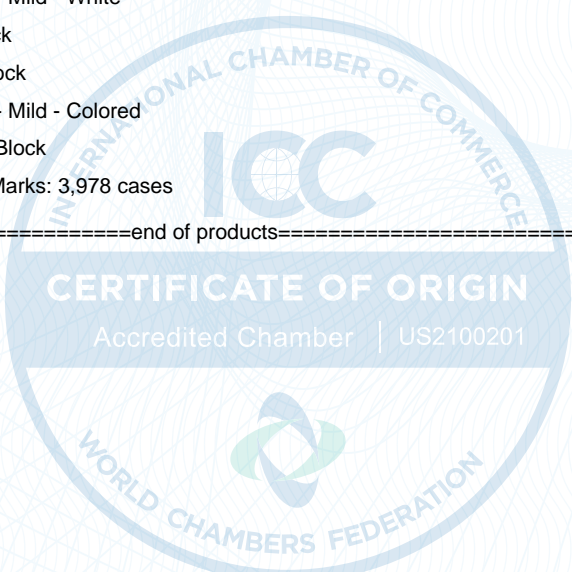 Mild - White
ck
ock
- Mild - Colored
Block
Marks: 3,978 cases
===========end of products========================
INTERNATIONAL CHAMBER OF COMMERCE
ICC
CERTIFICATE OF ORIGIN
Accredited Chamber | US2100201
WORLD CHAMBERS FEDERATION